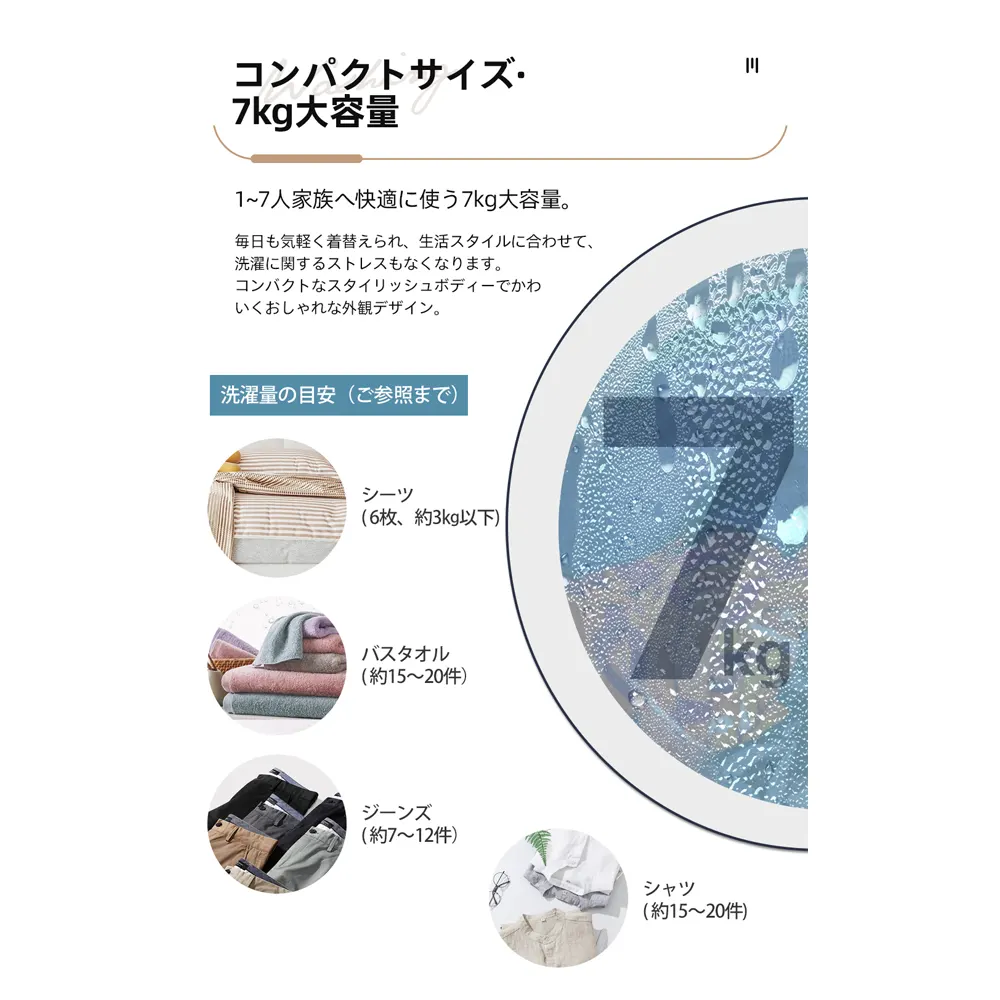 Washing
コンパクトサイズ·
7kg大容量
1~7人家族へ快適に使う7kg大容量。
毎日も気軽く着替えられ、生活スタイルに合わせて、
洗濯に関するストレスもなくなります。
コンパクトなスタイリッシュボディーでかわ
いくおしゃれな外観デザイン。
洗濯量の目安（ご参照まで）
シーツ
( 6枚、約3kg以下)
バスタオル
( 約15〜20件）
ジーンズ
( 約7〜12件）
シャツ
( 約15〜20件)
7
kg